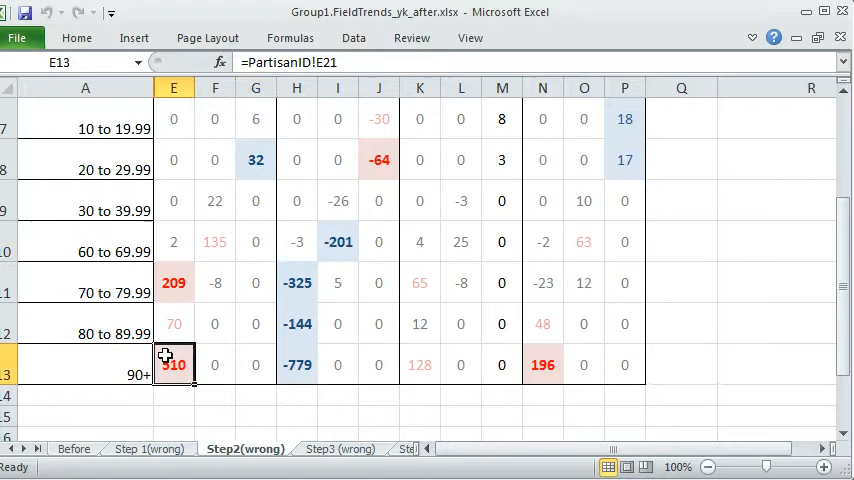 Group1.FieldTrends_yk_after.xlsx - Microsoft Excel
File Home Insert Page Layout Formulas Data Review View
E13 fx =PartisanID!E21
A E F G H I J K L M N O P Q R
7 10 to 19.99 0 0 6 0 0 -30 0 0 8 0 0 18
8 20 to 29.99 0 0 32 0 0 -64 0 0 3 0 0 17
9 30 to 39.99 0 22 0 0 -26 0 0 -3 0 0 10 0
10 60 to 69.99 2 135 0 -3 -201 0 4 25 0 -2 63 0
11 70 to 79.99 209 -8 0 -325 5 0 65 -8 0 -23 12 0
12 80 to 89.99 70 0 0 -144 0 0 12 0 0 48 0 0
13 90+ 0 0 -779 0 0 128 0 0 196 0 0
14
15
16
Before Step 1(wrong) Step2(wrong) Step3 (wrong)
Ready 100%